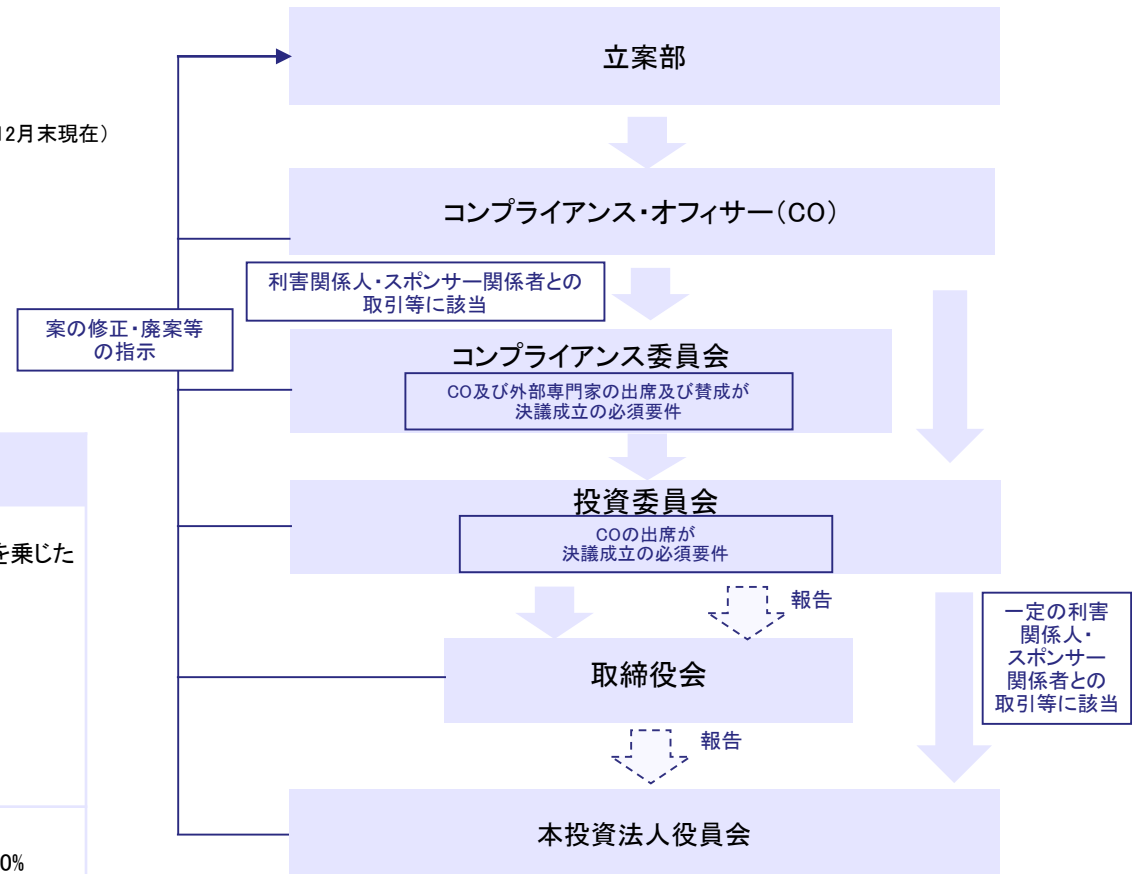 立案部
12月末現在）
コンプライアンス・オフィサー（CO）
利害関係人・スポンサー関係者との
取引等に該当
案の修正・廃案等
の指示
コンプライアンス委員会
CO及び外部専門家の出席及び賛成が
決議成立の必須要件
投資委員会
COの出席が
決議成立の必須要件
を乗じた
報告
一定の利害
関係人・
スポンサー
関係者との
取引等に該当
取締役会
報告
本投資法人役員会
0%